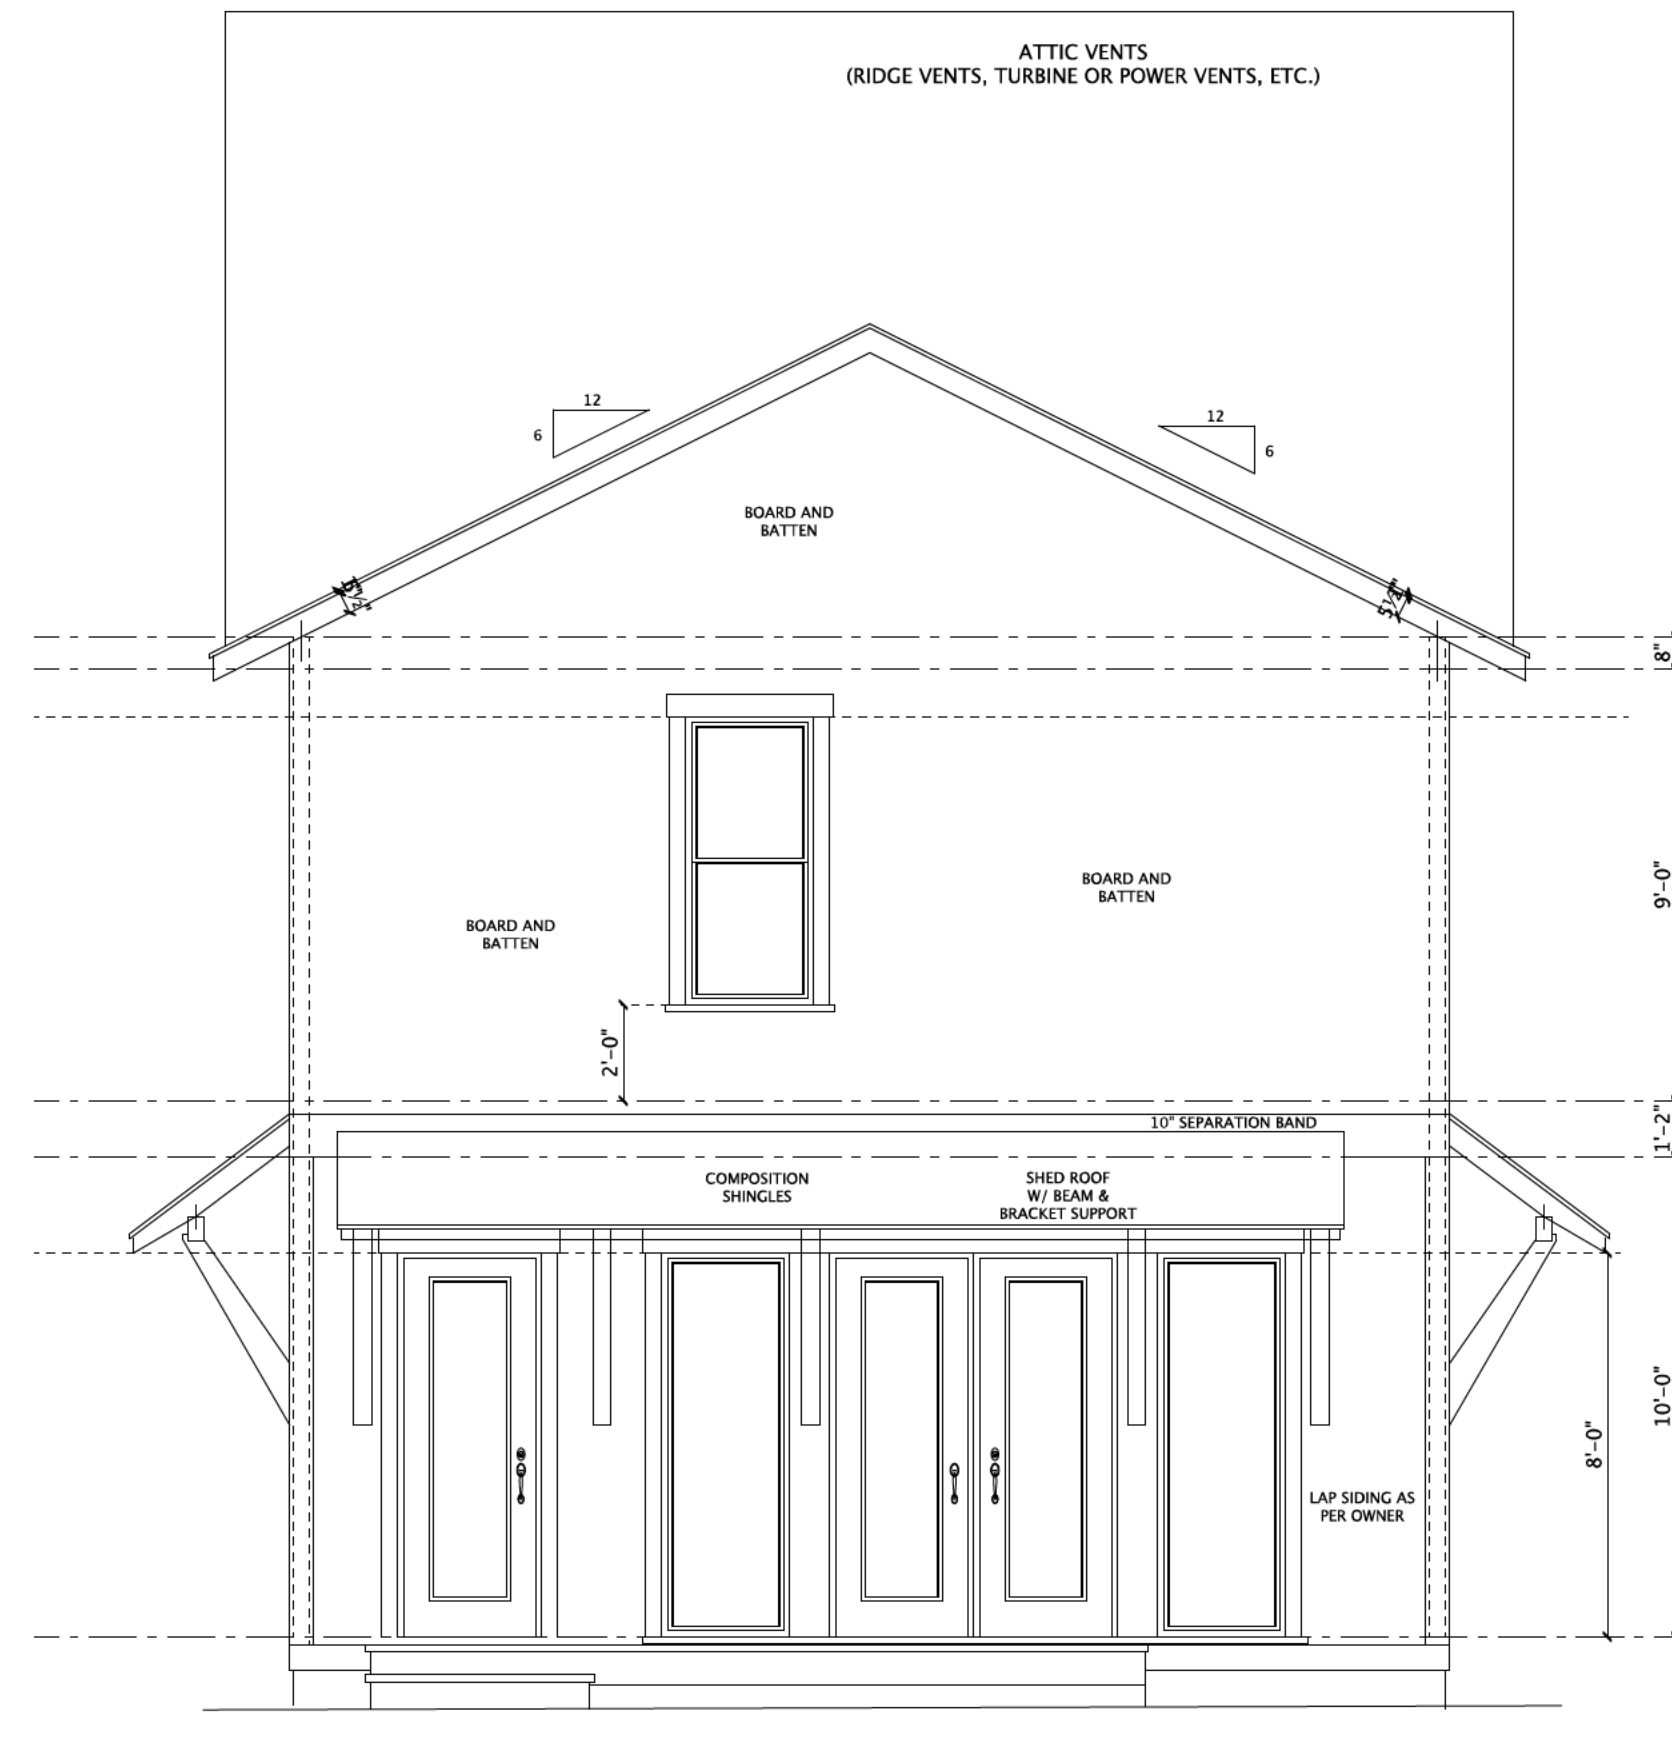 ATTIC VENTS
(RIDGE VENTS, TURBINE OR POWER VENTS, ETC.)
12
6
12
6
BOARD AND
BATTEN
5½"
8"
BOARD AND
BATTEN
9'-0"
BOARD AND
BATTEN
2'-0"
10" SEPARATION BAND
1'-2"
COMPOSITION
SHINGLES
SHED ROOF
W/ BEAM &
BRACKET SUPPORT
10'-0"
8'-0"
LAP SIDING AS
PER OWNER